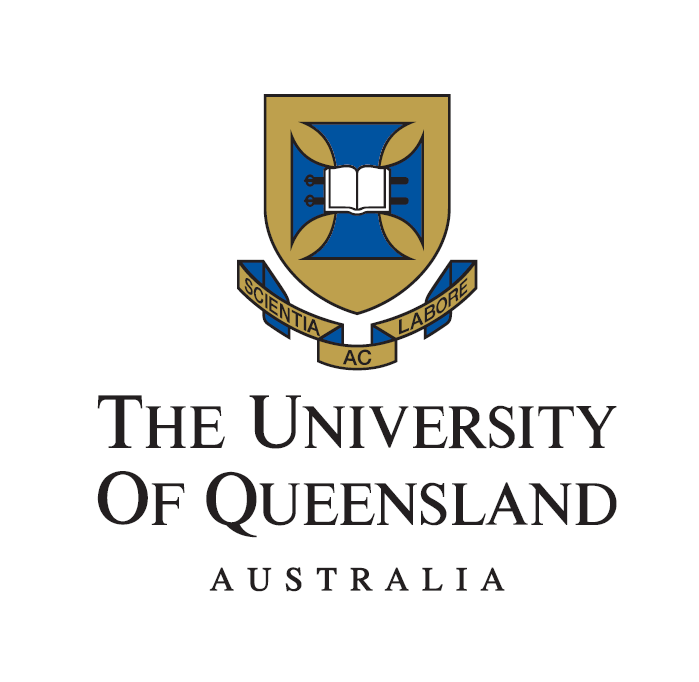 SCIENTIA AC LABORE
THE UNIVERSITY
OF QUEENSLAND
AUSTRALIA